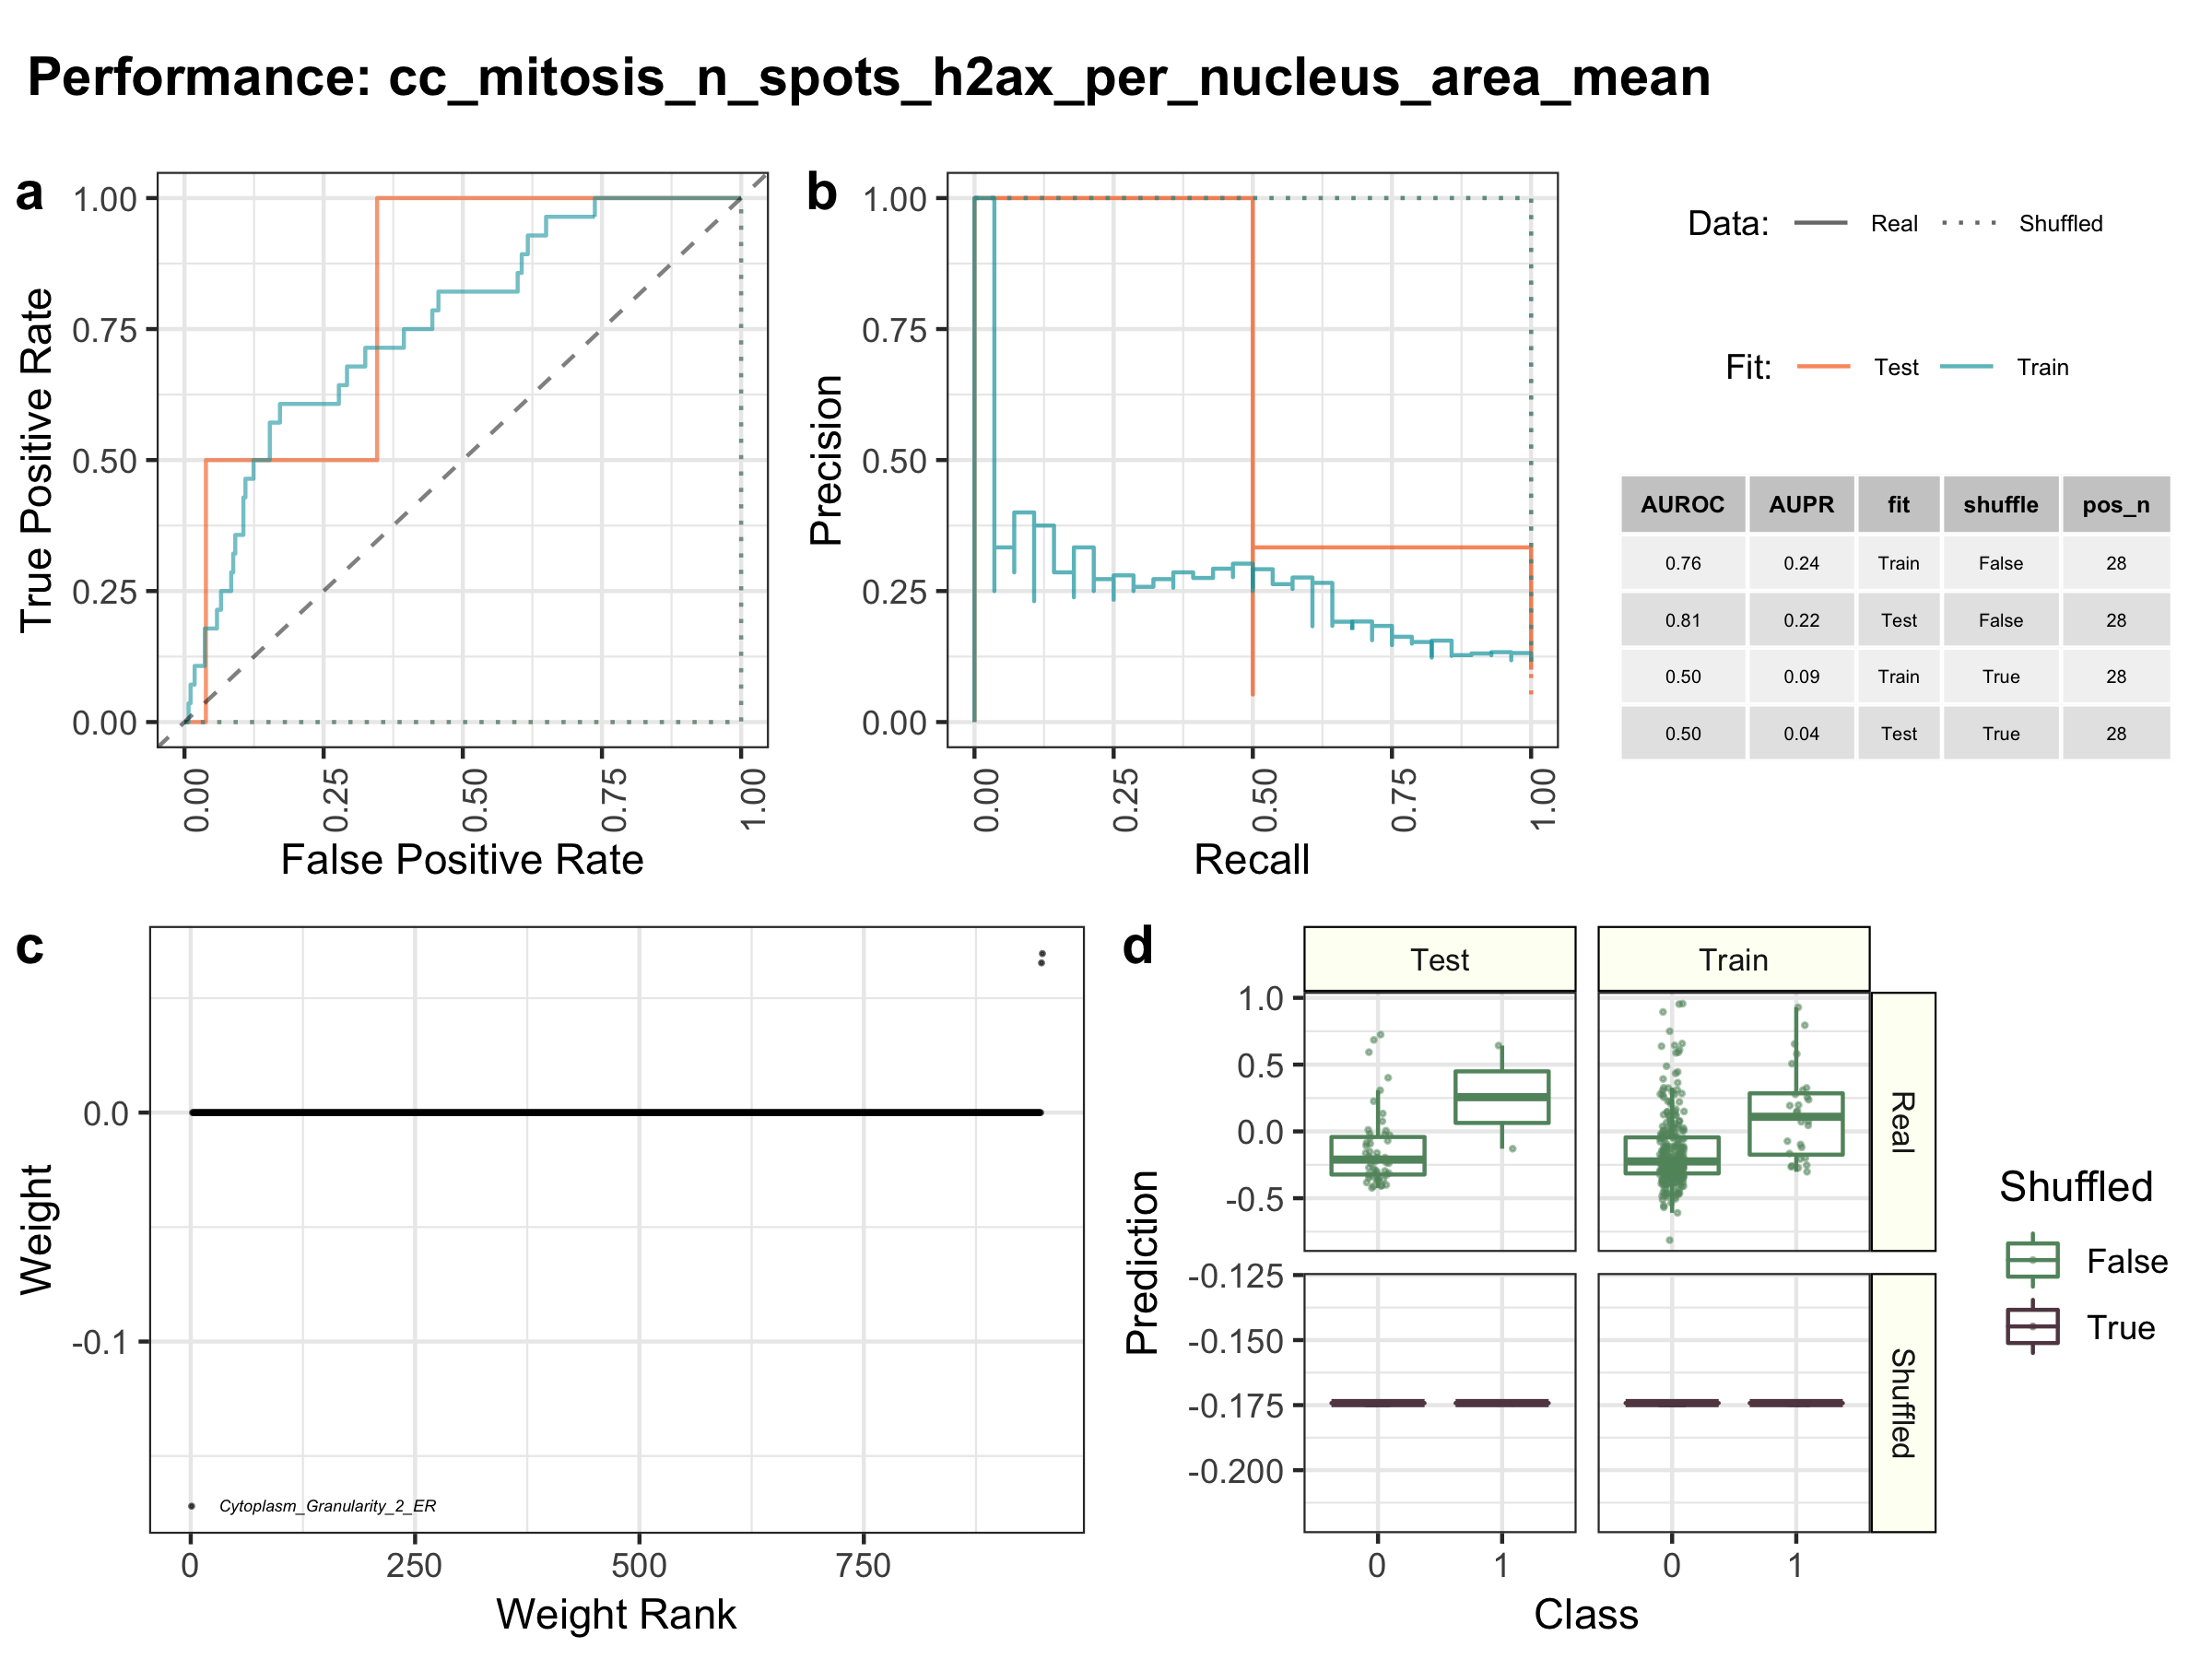 Performance: cc_mitosis_n_spots_h2ax_per_nucleus_area_mean
a
1.00
0.75
0.50
0.25
0.00
True Positive Rate
0.00 0.25 0.50 0.75 1.00
False Positive Rate
b
1.00
0.75
0.50
0.25
0.00
Precision
0.00 0.25 0.50 0.75 1.00
Recall
Data: Real Shuffled
Fit: Test Train
AUROC AUPR fit shuffle pos_n
0.76 0.24 Train False 28
0.81 0.22 Test False 28
0.50 0.09 Train True 28
0.50 0.04 Test True 28
c
0.0
-0.1
Weight
Cytoplasm_Granularity_2_ER
0 250 500 750
Weight Rank
d
Test Train
1.0
0.5
0.0
-0.5
Real
-0.125
-0.150
-0.175
-0.200
Shuffled
Prediction
0 1 0 1
Class
Shuffled
False
True